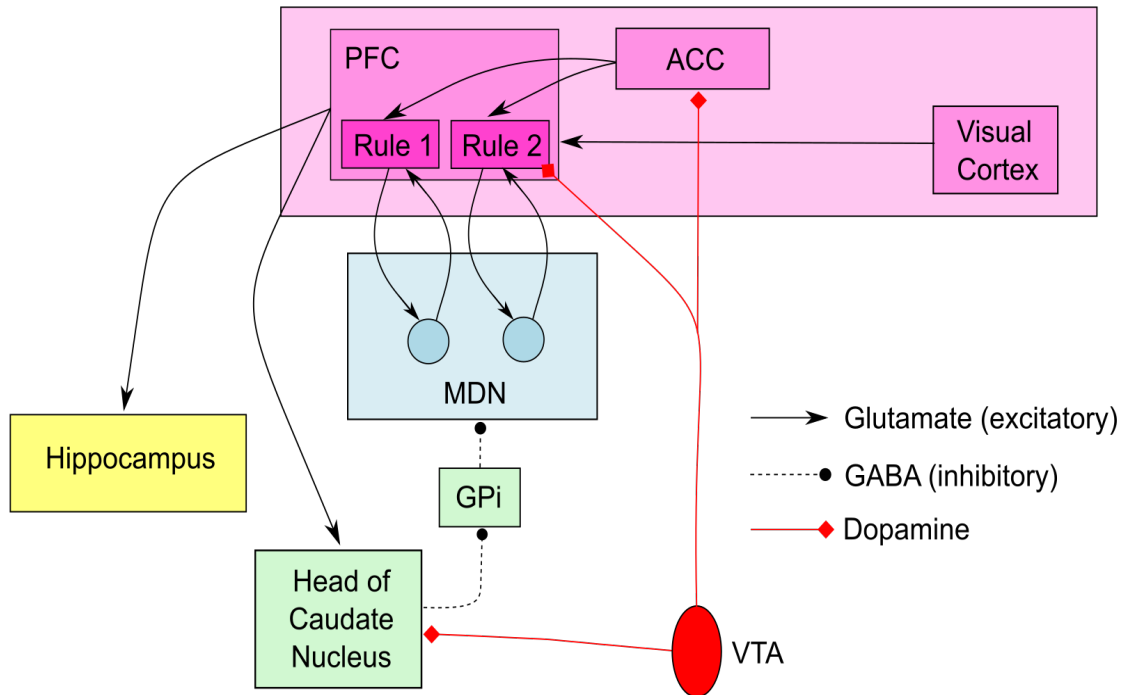 PFC
ACC
Rule 1
Rule 2
Visual
Cortex
MDN
Hippocampus
GPi
Head of
Caudate
Nucleus
VTA
Glutamate (excitatory)
GABA (inhibitory)
Dopamine